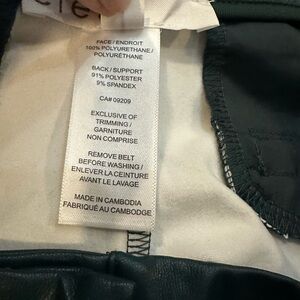 FACE / ENDROIT
100% POLYURETHANE /
POLYURÉTHANE
BACK / SUPPORT
91% POLYESTER
9% SPANDEX
CA# 09209
EXCLUSIVE OF
TRIMMING /
GARNITURE
NON COMPRISE
REMOVE BELT
BEFORE WASHING /
ENLEVER LA CEINTURE
AVANT LE LAVAGE
MADE IN CAMBODIA
FABRIQUÉ AU CAMBODGE